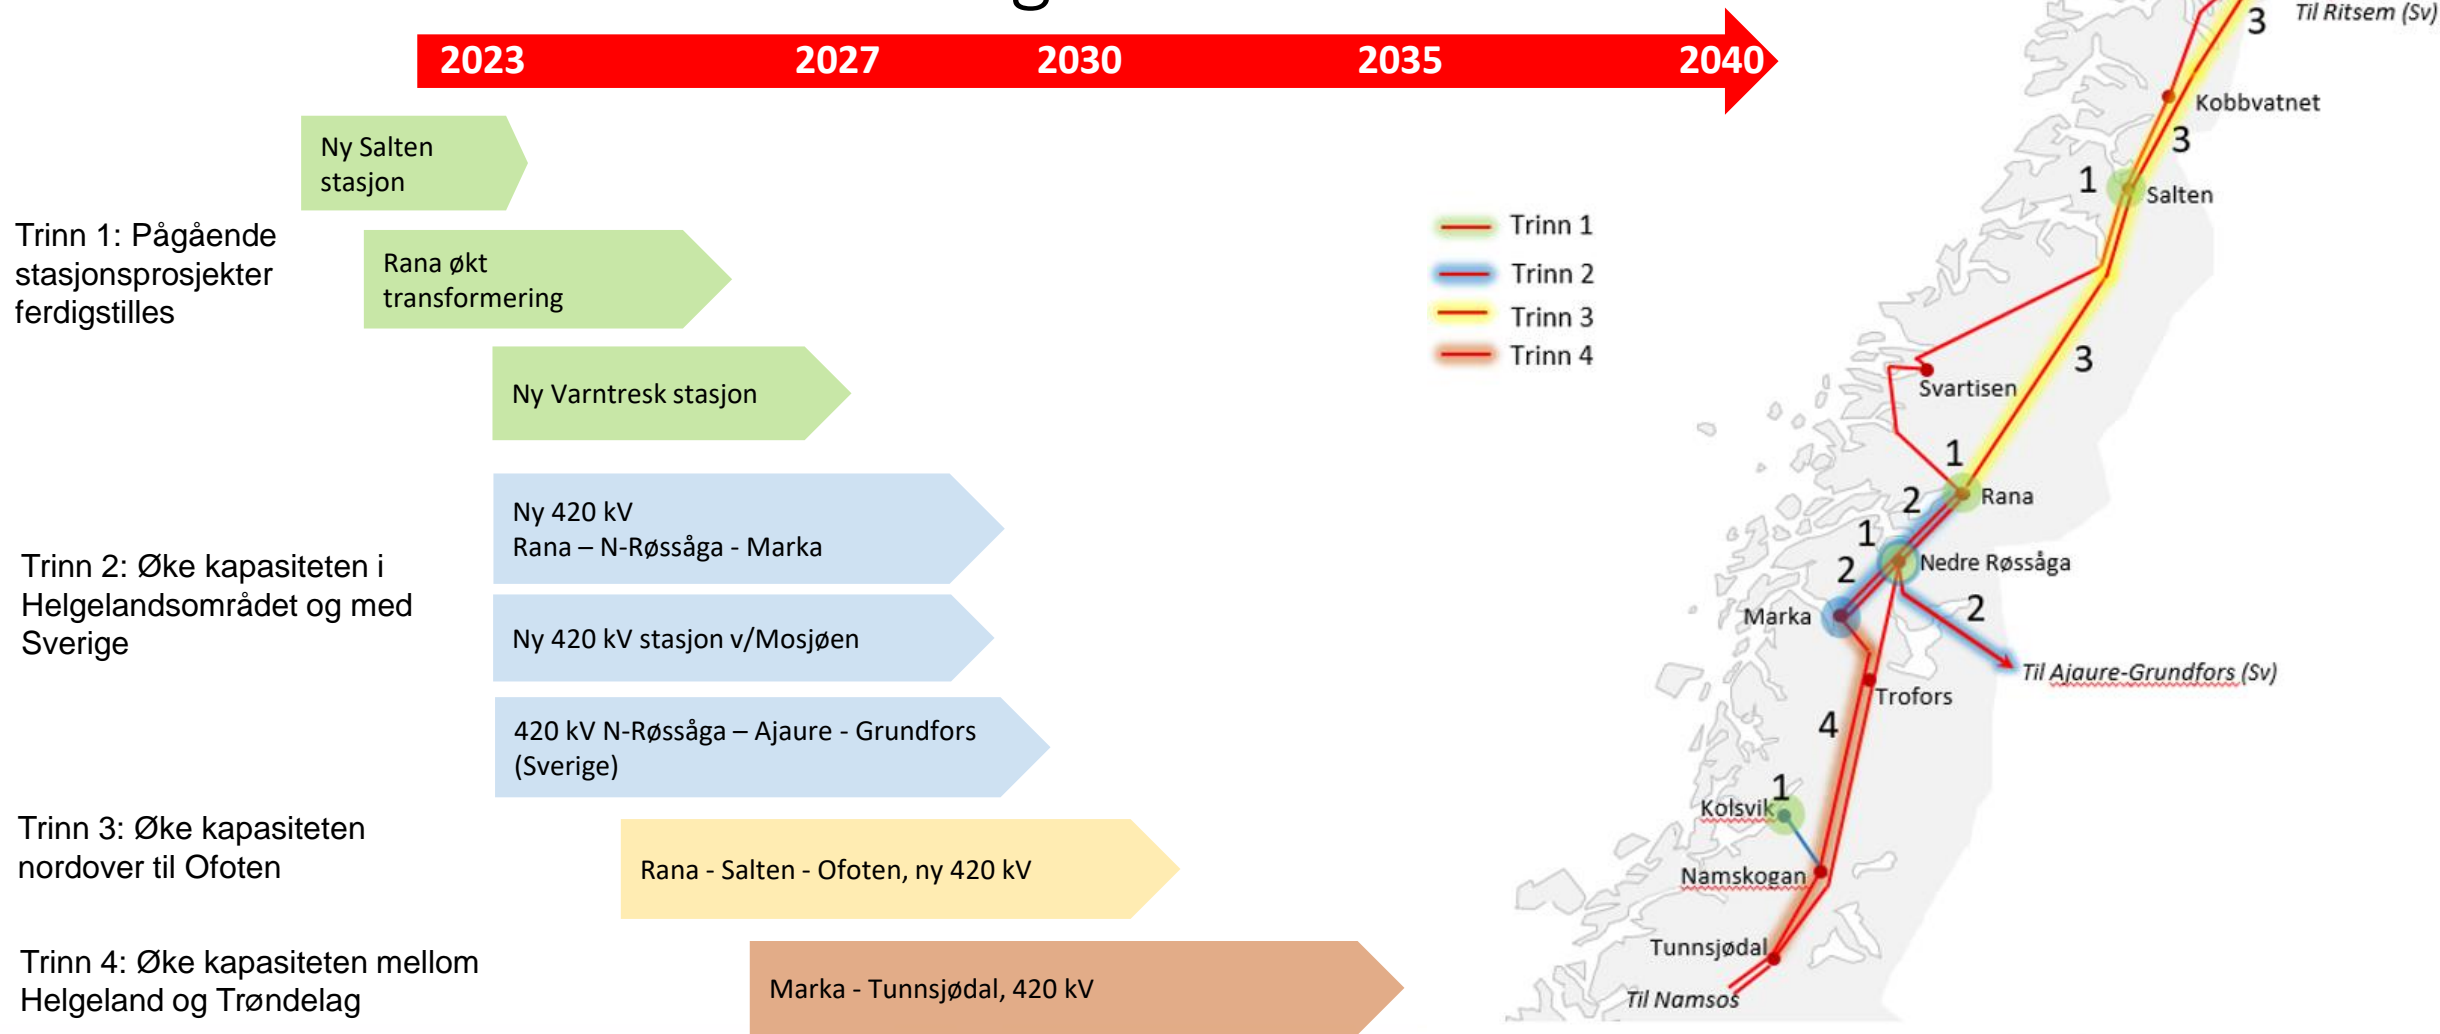 g
2023 2027 2030 2035 2040
Ny Salten
stasjon
Trinn 1: Pågående
stasjonsprosjekter
ferdigstilles
Rana økt
transformering
Ny Varntresk stasjon
Trinn 2: Øke kapasiteten i
Helgelandsområdet og med
Sverige
Ny 420 kV
Rana – N-Røssåga - Marka
Ny 420 kV stasjon v/Mosjøen
420 kV N-Røssåga – Ajaure - Grundfors
(Sverige)
Trinn 3: Øke kapasiteten
nordover til Ofoten
Rana - Salten - Ofoten, ny 420 kV
Trinn 4: Øke kapasiteten mellom
Helgeland og Trøndelag
Marka - Tunnsjødal, 420 kV
Trinn 1
Trinn 2
Trinn 3
Trinn 4
Til Ritsem (Sv)
3
Kobbvatnet
3
1
Salten
3
Svartisen
1
2
Rana
1
Nedre Røssåga
2
2
Marka
Til Ajaure-Grundfors (Sv)
Trofors
4
1
Kolsvik
Namskogan
Tunnsjødal
Til Namsos